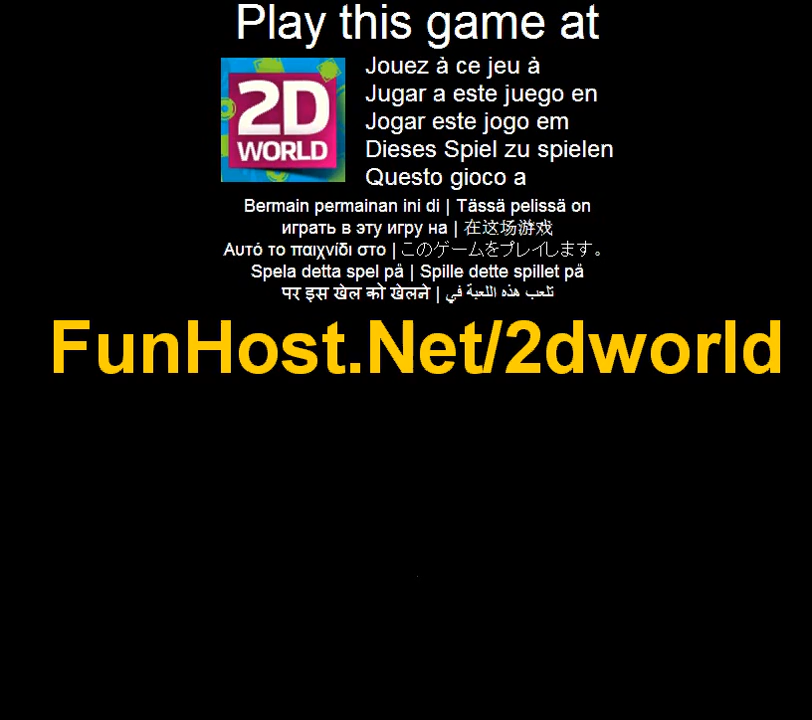 Play this game at
2D
WORLD
Jouez à ce jeu à
Jugar a este juego en
Jogar este jogo em
Dieses Spiel zu spielen
Questo gioco a
Bermain permainan ini di | Tässä pelissä on
играть в эту игру на | 在这场游戏
Αυτό το παιχνίδι στο | このゲームをプレイします。
Spela detta spel på | Spille dette spillet på
पर इस खेल को खेलने | تلعب هذه اللعبة في
FunHost.Net/2dworld